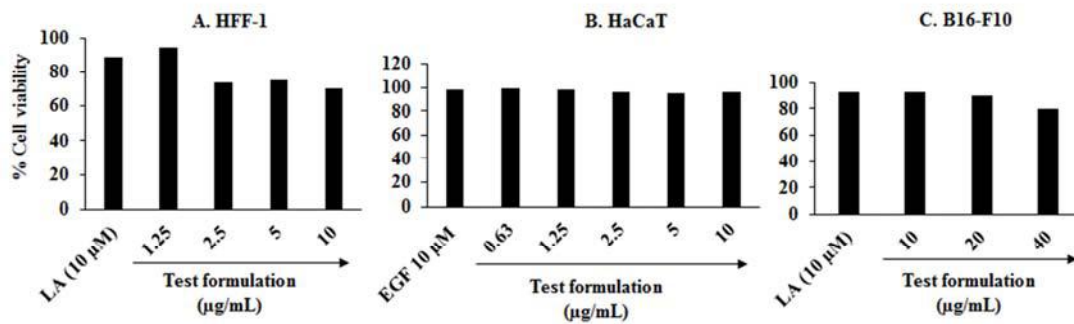 A. HFF-1
% Cell viability
100
80
60
40
20
0
LA (10 µM)
1.25
2.5
5
10
Test formulation
(µg/mL)
B. HaCaT
120
100
80
60
40
20
0
EGF 10 µM
0.63
1.25
2.5
5
10
Test formulation
(µg/mL)
C. B16-F10
100
80
60
40
20
0
LA (10 µM)
10
20
40
Test formulation
(µg/mL)